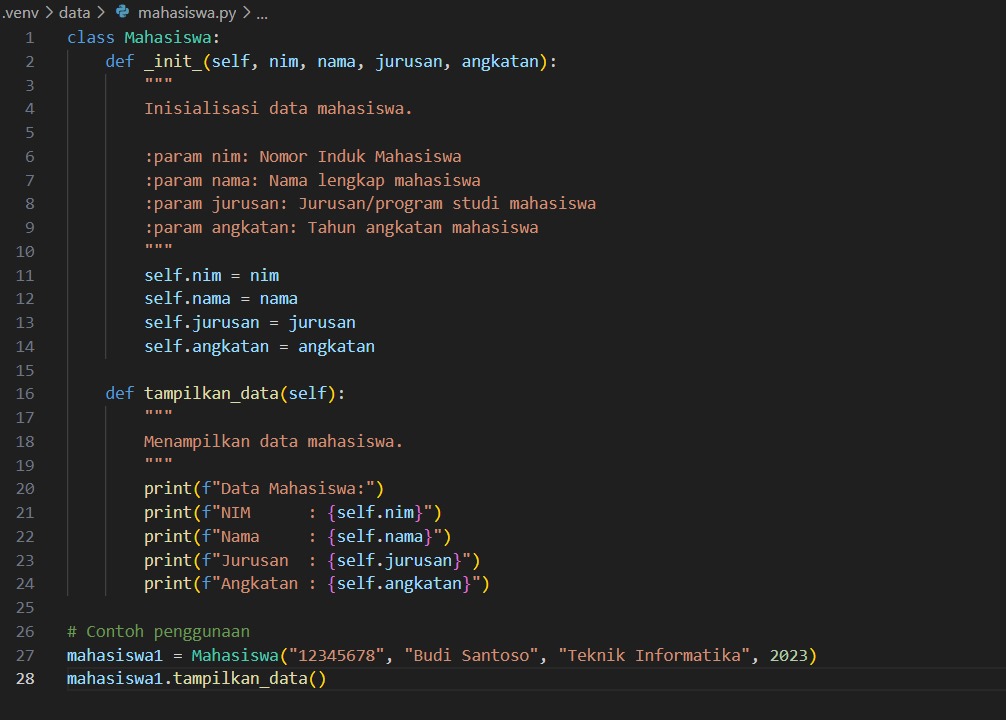 .venv > data > mahasiswa.py > ...
1 class Mahasiswa:
2     def _init_(self, nim, nama, jurusan, angkatan):
3         """
4         Inisialisasi data mahasiswa.
5
6         :param nim: Nomor Induk Mahasiswa
7         :param nama: Nama lengkap mahasiswa
8         :param jurusan: Jurusan/program studi mahasiswa
9         :param angkatan: Tahun angkatan mahasiswa
10         """
11         self.nim = nim
12         self.nama = nama
13         self.jurusan = jurusan
14         self.angkatan = angkatan
15
16     def tampilkan_data(self):
17         """
18         Menampilkan data mahasiswa.
19         """
20         print(f"Data Mahasiswa:")
21         print(f"NIM      : {self.nim}")
22         print(f"Nama     : {self.nama}")
23         print(f"Jurusan  : {self.jurusan}")
24         print(f"Angkatan : {self.angkatan}")
25
26 # Contoh penggunaan
27 mahasiswa1 = Mahasiswa("12345678", "Budi Santoso", "Teknik Informatika", 2023)
28 mahasiswa1.tampilkan_data()